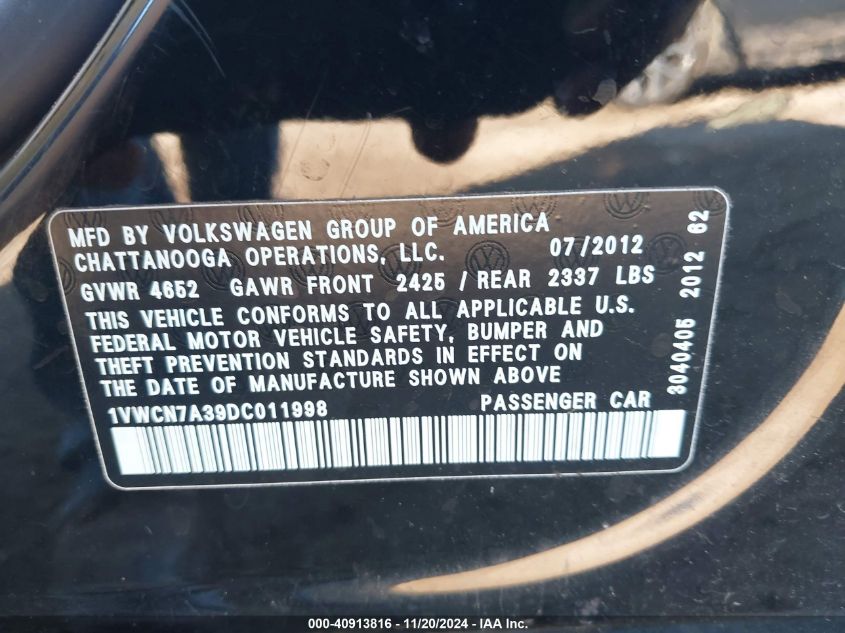 MFD BY VOLKSWAGEN GROUP OF AMERICA
CHATTANOOGA OPERATIONS, LLC. 07/2012
GVWR 4652 GAWR FRONT 2425 / REAR 2337 LBS
THIS VEHICLE CONFORMS TO ALL APPLICABLE U.S.
FEDERAL MOTOR VEHICLE SAFETY, BUMPER AND
THEFT PREVENTION STANDARDS IN EFFECT ON
THE DATE OF MANUFACTURE SHOWN ABOVE
1VWCN7A39DC011998 PASSENGER CAR
3040405 2012 62
000-40913816 - 11/20/2024 - IAA Inc.